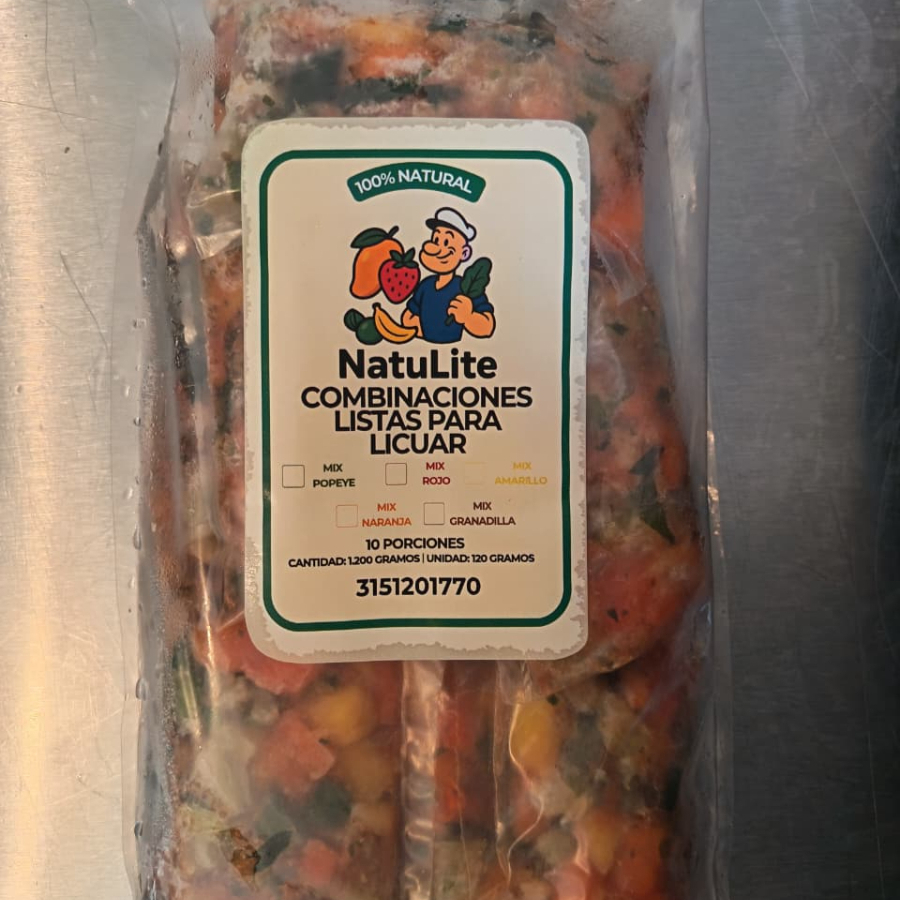 100% NATURAL
NatuLite
COMBINACIONES
LISTAS PARA
LICUAR
MIX POPEYE
MIX ROJO
MIX AMARILLO
MIX NARANJA
MIX GRANADILLA
10 PORCIONES
CANTIDAD: 1.200 GRAMOS | UNIDAD: 120 GRAMOS
3151201770